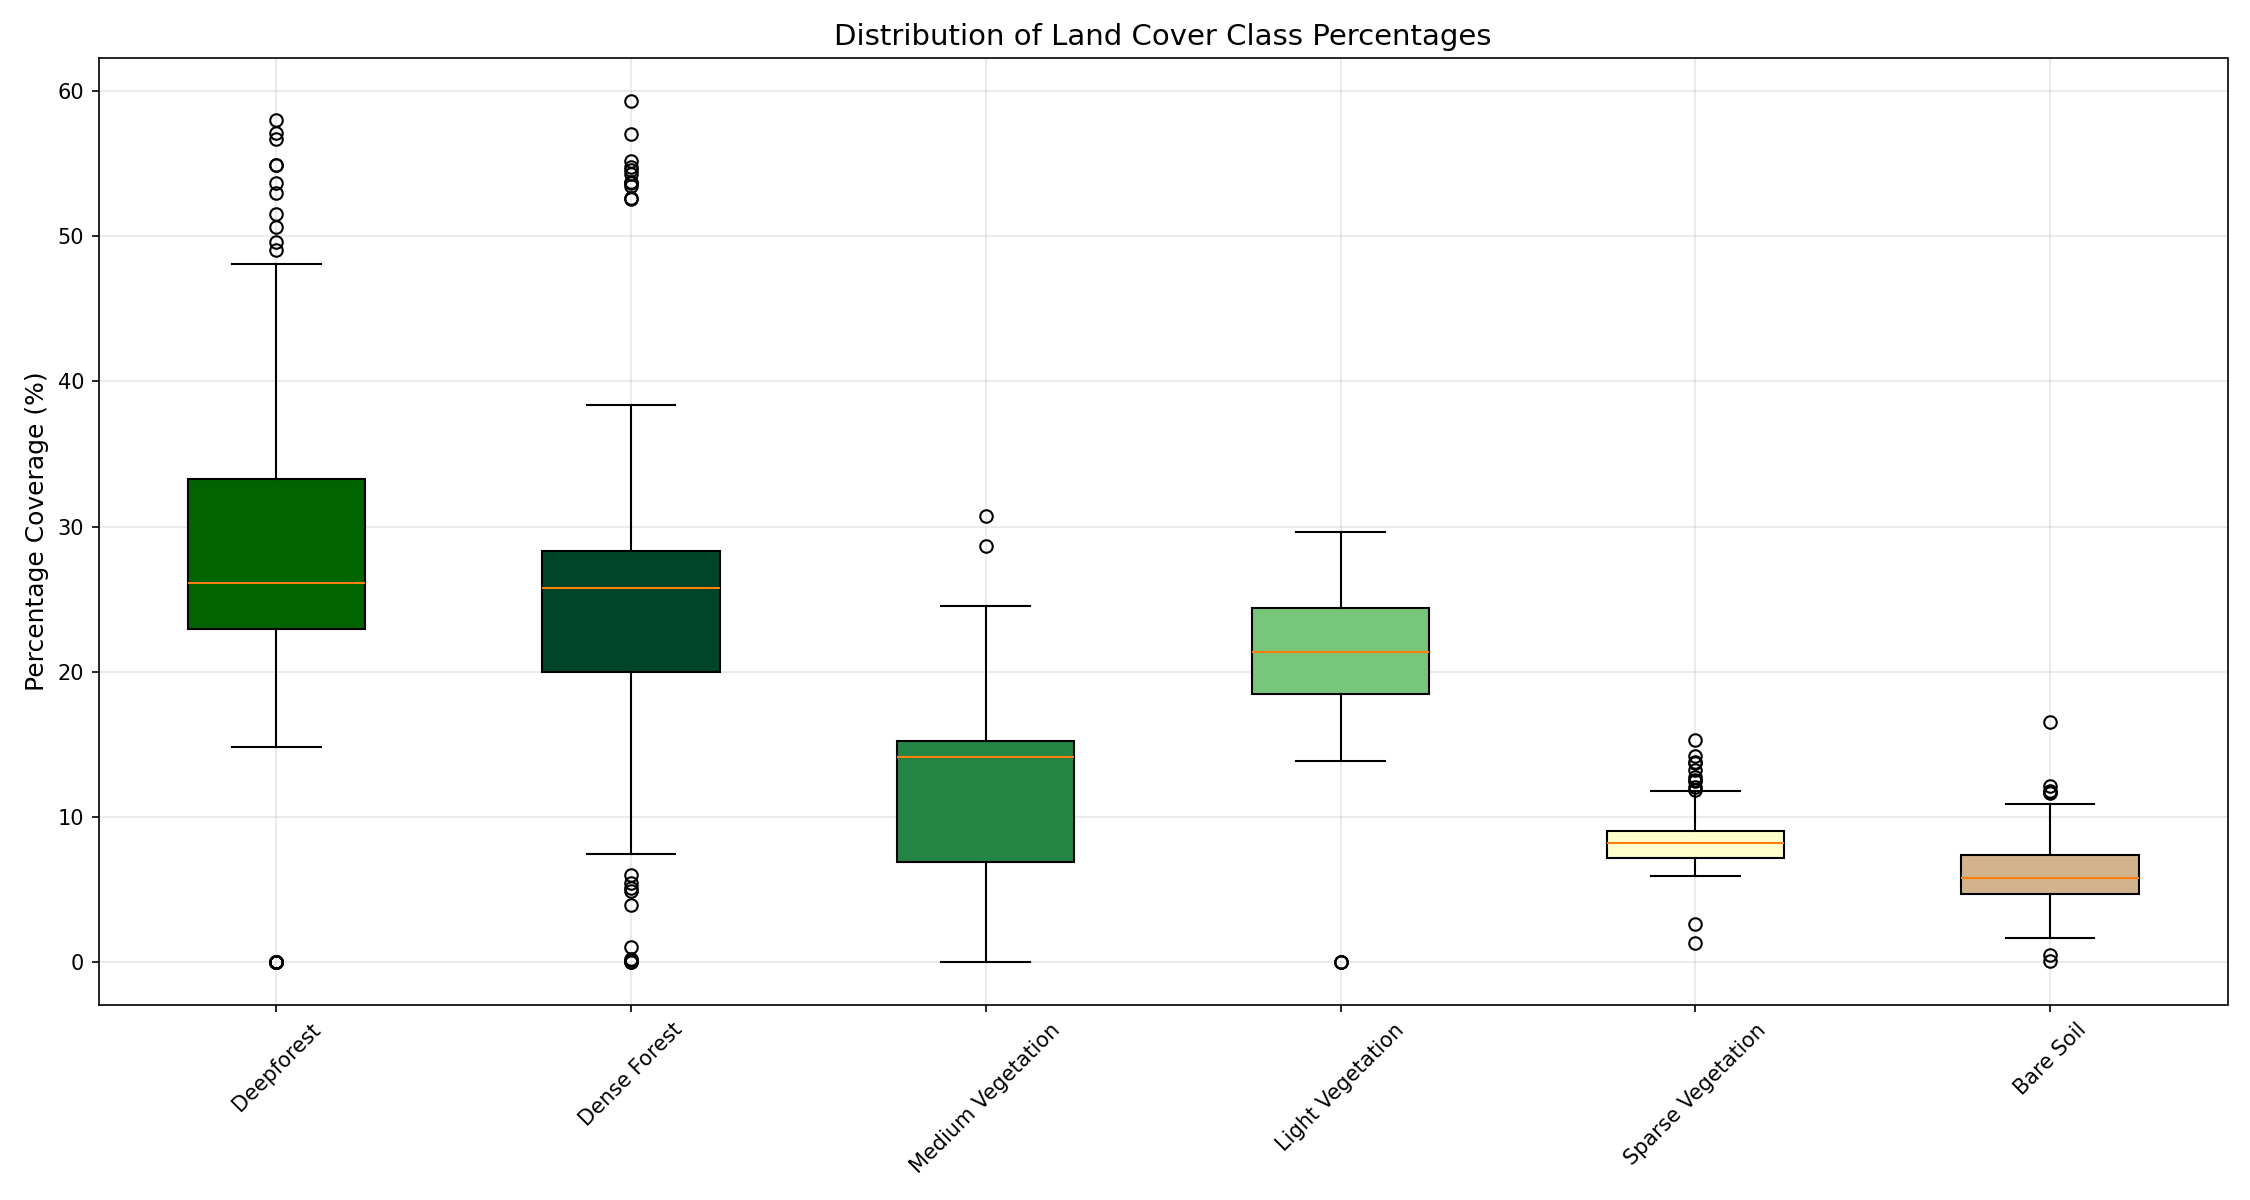 Distribution of Land Cover Class Percentages
Percentage Coverage (%)
60
50
40
30
20
10
0
Deepforest
Dense Forest
Medium Vegetation
Light Vegetation
Sparse Vegetation
Bare Soil